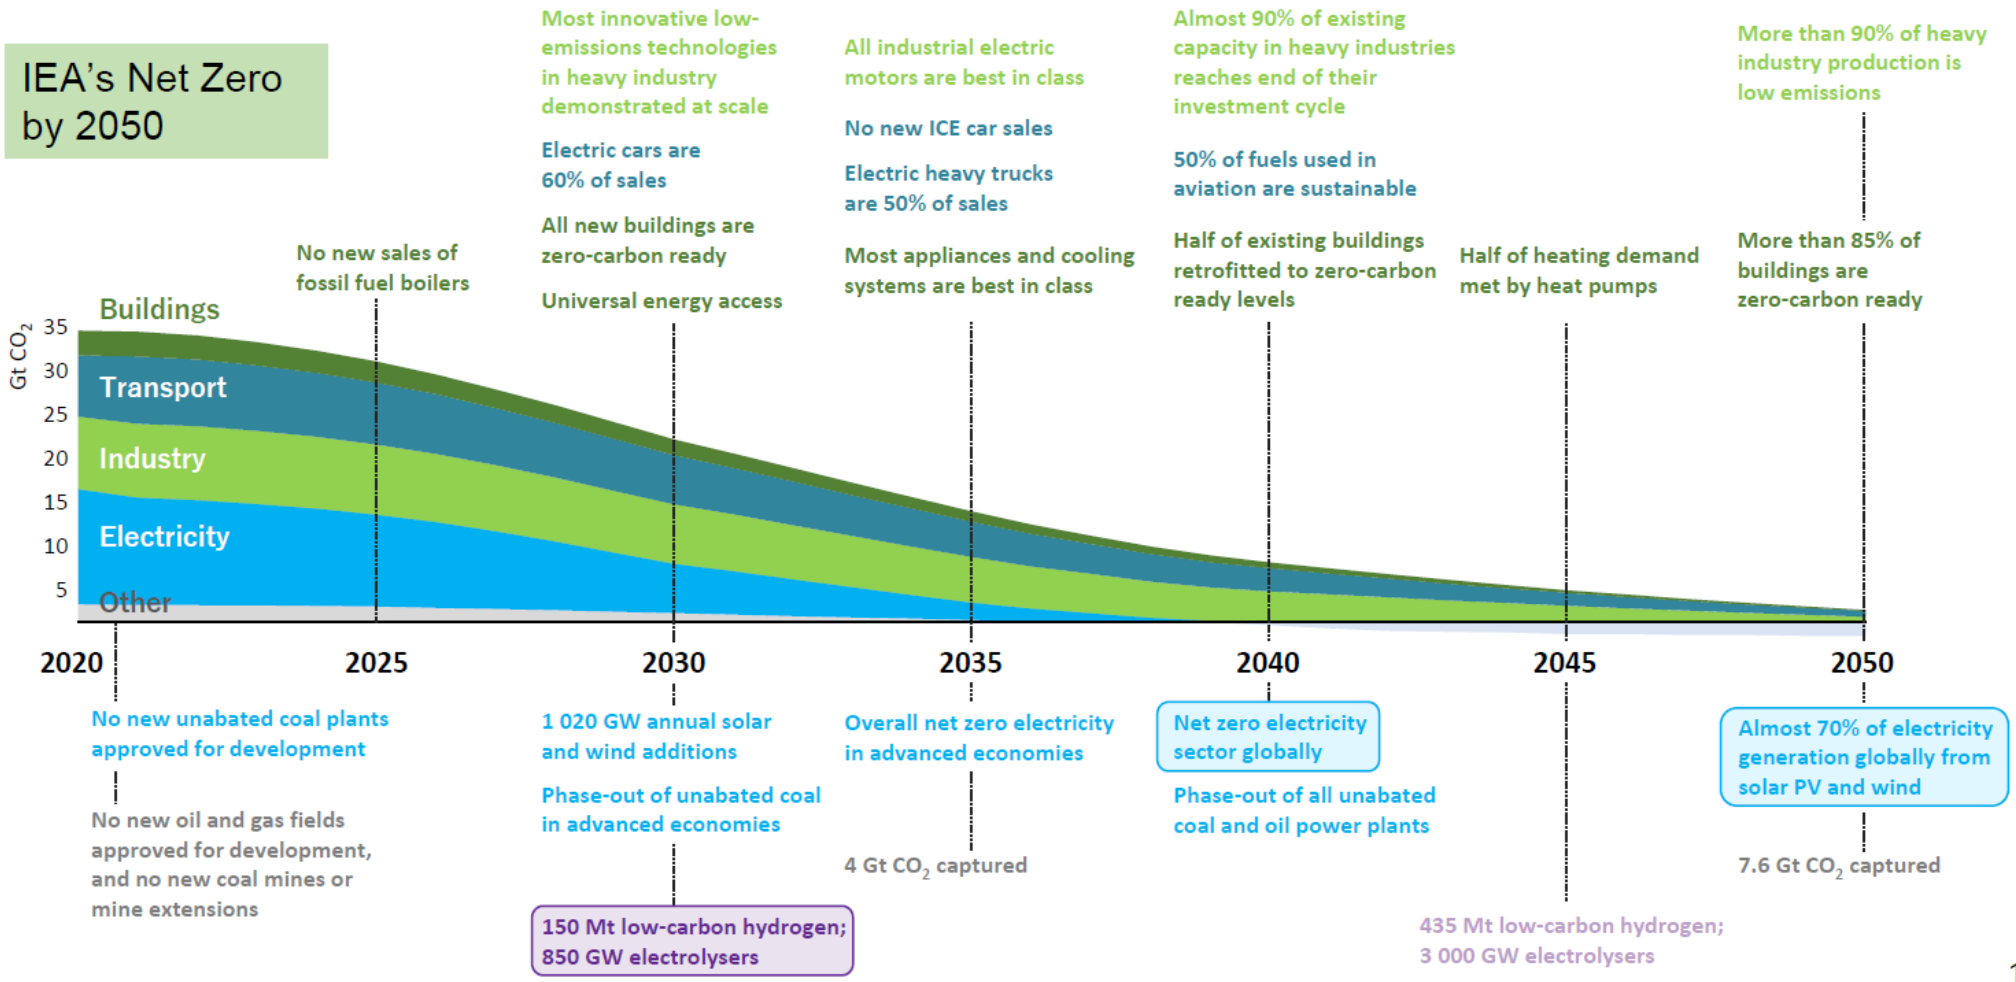 IEA's Net Zero
by 2050
Most innovative low-
emissions technologies
in heavy industry
demonstrated at scale
Electric cars are
60% of sales
All new buildings are
zero-carbon ready
Universal energy access
All industrial electric
motors are best in class
No new ICE car sales
Electric heavy trucks
are 50% of sales
Most appliances and cooling
systems are best in class
Almost 90% of existing
capacity in heavy industries
reaches end of their
investment cycle
50% of fuels used in
aviation are sustainable
Half of existing buildings
retrofitted to zero-carbon
ready levels
Half of heating demand
met by heat pumps
More than 90% of heavy
industry production is
low emissions
More than 85% of
buildings are
zero-carbon ready
No new sales of
fossil fuel boilers
Gt CO₂
35
30
25
20
15
10
5
Buildings
Transport
Industry
Electricity
Other
2020
2025
2030
2035
2040
2045
2050
No new unabated coal plants
approved for development
No new oil and gas fields
approved for development,
and no new coal mines or
mine extensions
1 020 GW annual solar
and wind additions
Phase-out of unabated coal
in advanced economies
150 Mt low-carbon hydrogen;
850 GW electrolysers
Overall net zero electricity
in advanced economies
4 Gt CO₂ captured
Net zero electricity
sector globally
Phase-out of all unabated
coal and oil power plants
435 Mt low-carbon hydrogen;
3 000 GW electrolysers
Almost 70% of electricity
generation globally from
solar PV and wind
7.6 Gt CO₂ captured